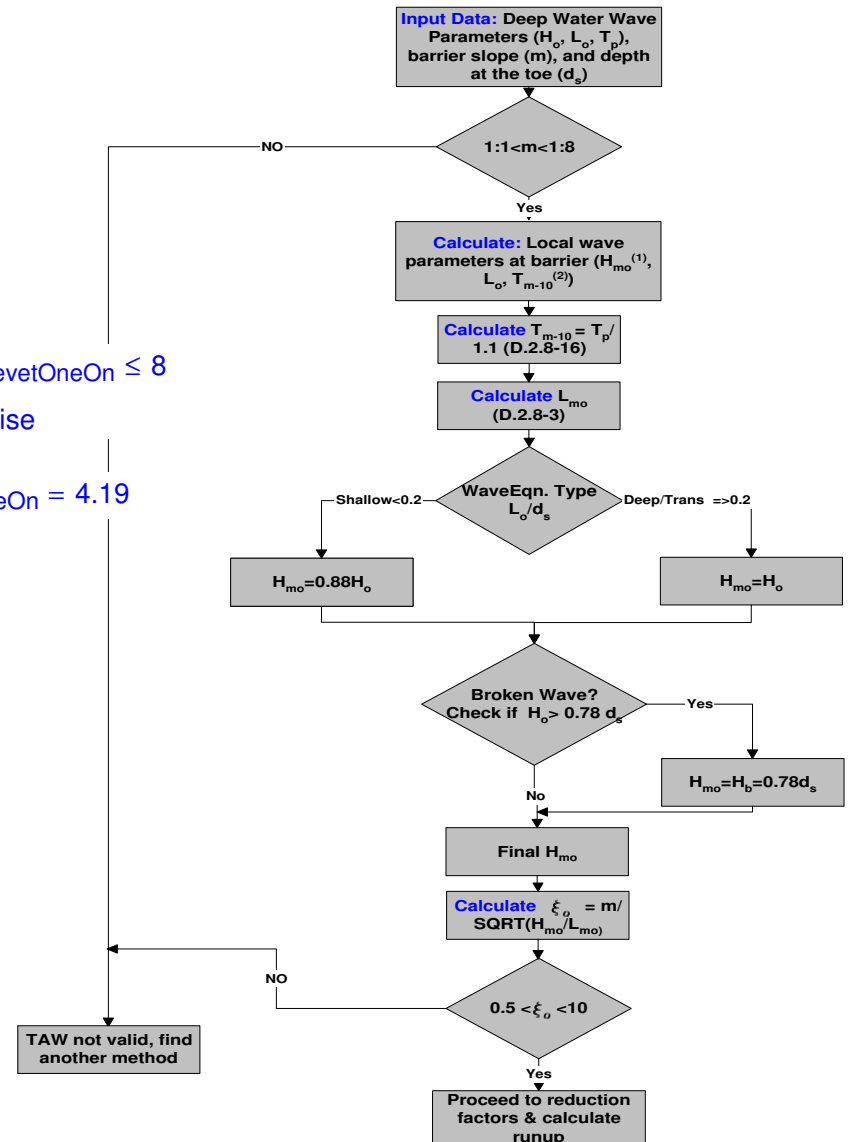 Input Data: Deep Water Wave
Parameters (Ho, Lo, Tp),
barrier slope (m), and depth
at the toe (ds)
NO
1:1<m<1:8
Yes
Calculate: Local wave
parameters at barrier (Hmo(1),
Lo, Tm-10(2))
Calculate Tm-10 = Tp/
1.1 (D.2.8-16)
evetOneOn ≤ 8
Calculate Lmo
(D.2.8-3)
ise
eOn = 4.19
Shallow<0.2
WaveEqn. Type
Lo/ds
Deep/Trans =>0.2
Hmo=0.88Ho
Hmo=Ho
Broken Wave?
Check if Ho> 0.78 ds
Yes
Hmo=Hb=0.78ds
No
Final Hmo
Calculate ξo = m/
SQRT(Hmo/Lmo)
NO
0.5 <ξo <10
TAW not valid, find
another method
Yes
Proceed to reduction
factors & calculate
runup